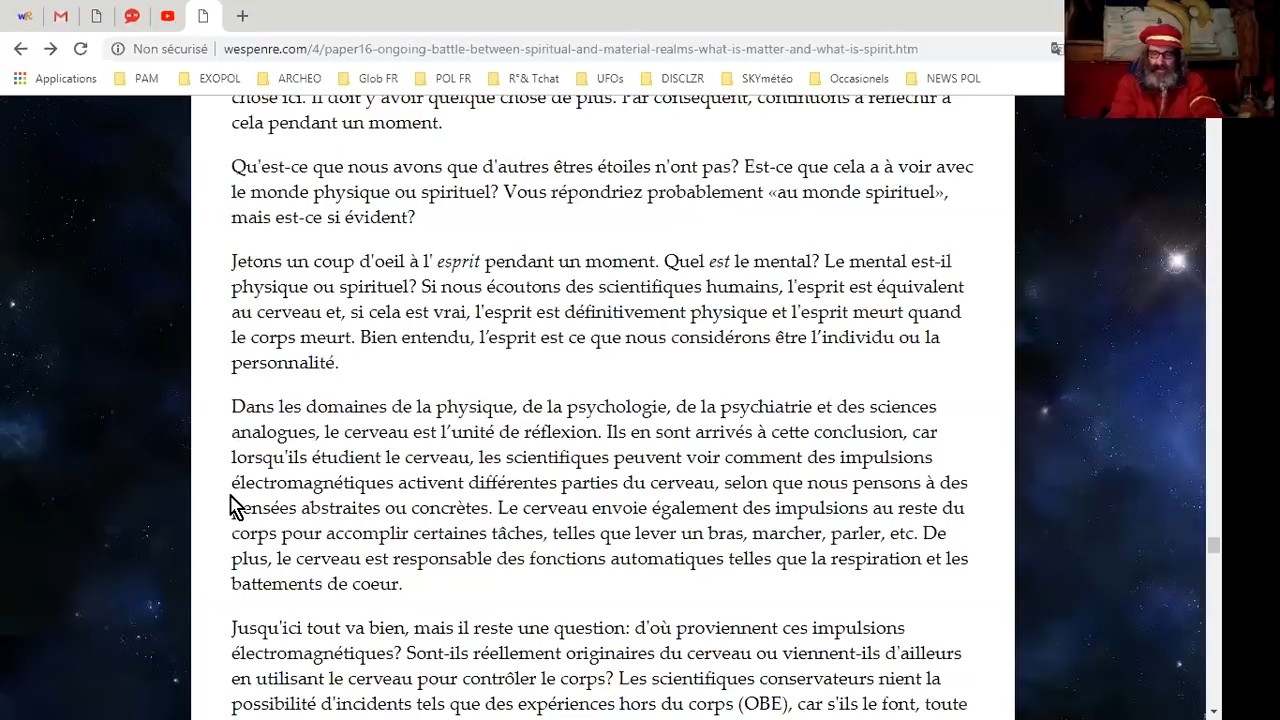 Non sécurisé | wespenre.com/4/paper16-ongoing-battle-between-spiritual-and-material-realms-what-is-matter-and-what-is-spirit.htm
Applications PAM EXOPOL ARCHEO Glob FR POL FR R°& Tchat UFOs DISCLZR SKYmétéo Occasionels NEWS POL
chose ici. Il doit y avoir quelque chose de plus. Par conséquent, continuons à réfléchir à
cela pendant un moment.
Qu'est-ce que nous avons que d'autres êtres étoiles n'ont pas? Est-ce que cela a à voir avec
le monde physique ou spirituel? Vous répondriez probablement «au monde spirituel»,
mais est-ce si évident?
Jetons un coup d'oeil à l' esprit pendant un moment. Quel est le mental? Le mental est-il
physique ou spirituel? Si nous écoutons des scientifiques humains, l'esprit est équivalent
au cerveau et, si cela est vrai, l'esprit est définitivement physique et l'esprit meurt quand
le corps meurt. Bien entendu, l’esprit est ce que nous considérons être l’individu ou la
personnalité.
Dans les domaines de la physique, de la psychologie, de la psychiatrie et des sciences
analogues, le cerveau est l’unité de réflexion. Ils en sont arrivés à cette conclusion, car
lorsqu'ils étudient le cerveau, les scientifiques peuvent voir comment des impulsions
électromagnétiques activent différentes parties du cerveau, selon que nous pensons à des
pensées abstraites ou concrètes. Le cerveau envoie également des impulsions au reste du
corps pour accomplir certaines tâches, telles que lever un bras, marcher, parler, etc. De
plus, le cerveau est responsable des fonctions automatiques telles que la respiration et les
battements de coeur.
Jusqu'ici tout va bien, mais il reste une question: d'où proviennent ces impulsions
électromagnétiques? Sont-ils réellement originaires du cerveau ou viennent-ils d'ailleurs
en utilisant le cerveau pour contrôler le corps? Les scientifiques conservateurs nient la
possibilité d'incidents tels que des expériences hors du corps (OBE), car s'ils le font, toute